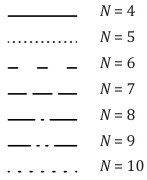 N = 4
N = 5
N = 6
N = 7
N = 8
N = 9
N = 10